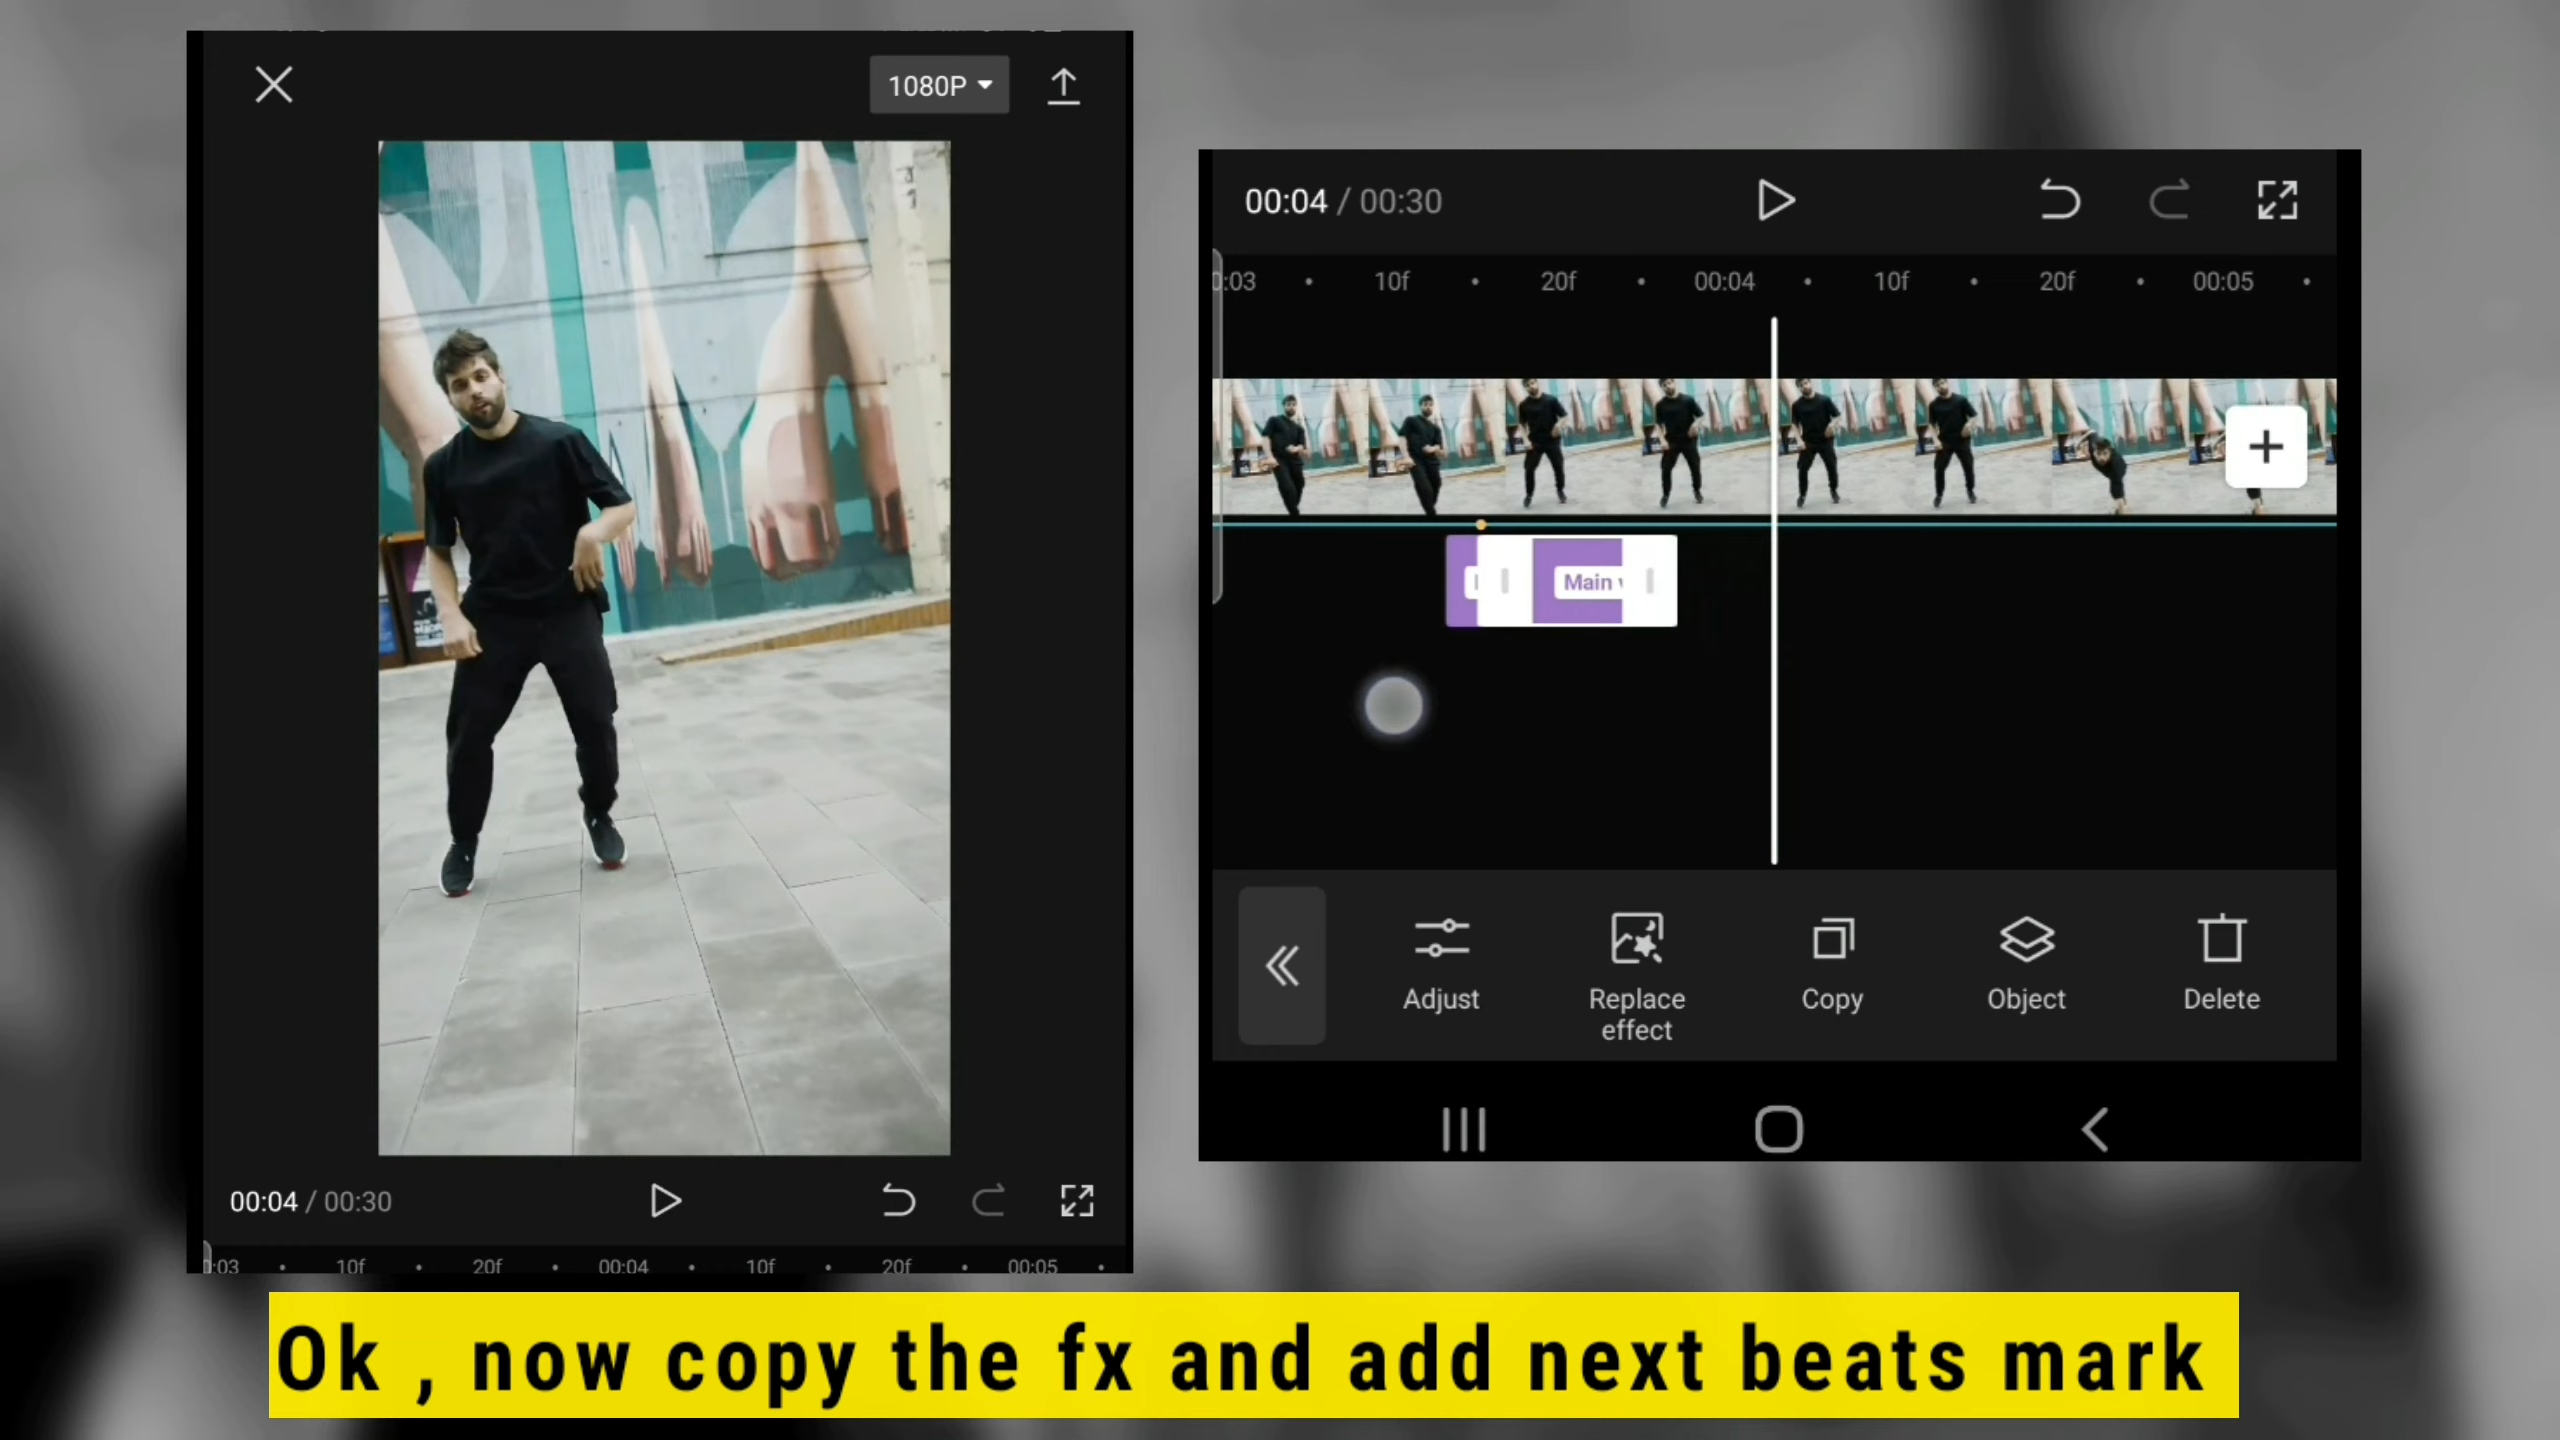 1080P
00:04 / 00:30
:03 10f 20f 00:04 10f 20f 00:05
00:04 / 00:30
0:03 10f 20f 00:04 10f 20f 00:05
Main
Adjust
Replace
effect
Copy
Object
Delete
Ok , now copy the fx and add next beats mark